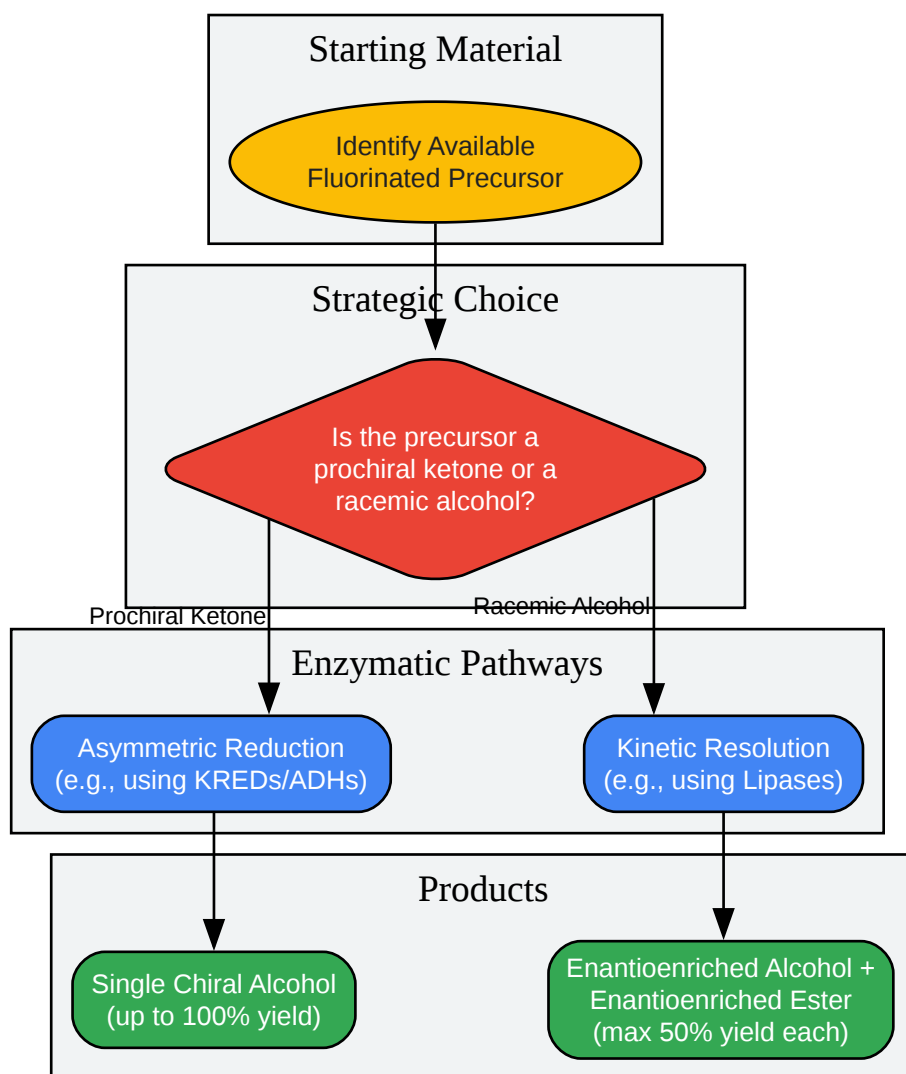 Starting Material
Identify Available
Fluorinated Precursor
Strategic Choice
Is the precursor a
prochiral ketone or a
racemic alcohol?
Prochiral Ketone
Racemic Alcohol
Enzymatic Pathways
Asymmetric Reduction
(e.g., using KREDs/ADHs)
Kinetic Resolution
(e.g., using Lipases)
Products
Single Chiral Alcohol
(up to 100% yield)
Enantioenriched Alcohol +
Enantioenriched Ester
(max 50% yield each)